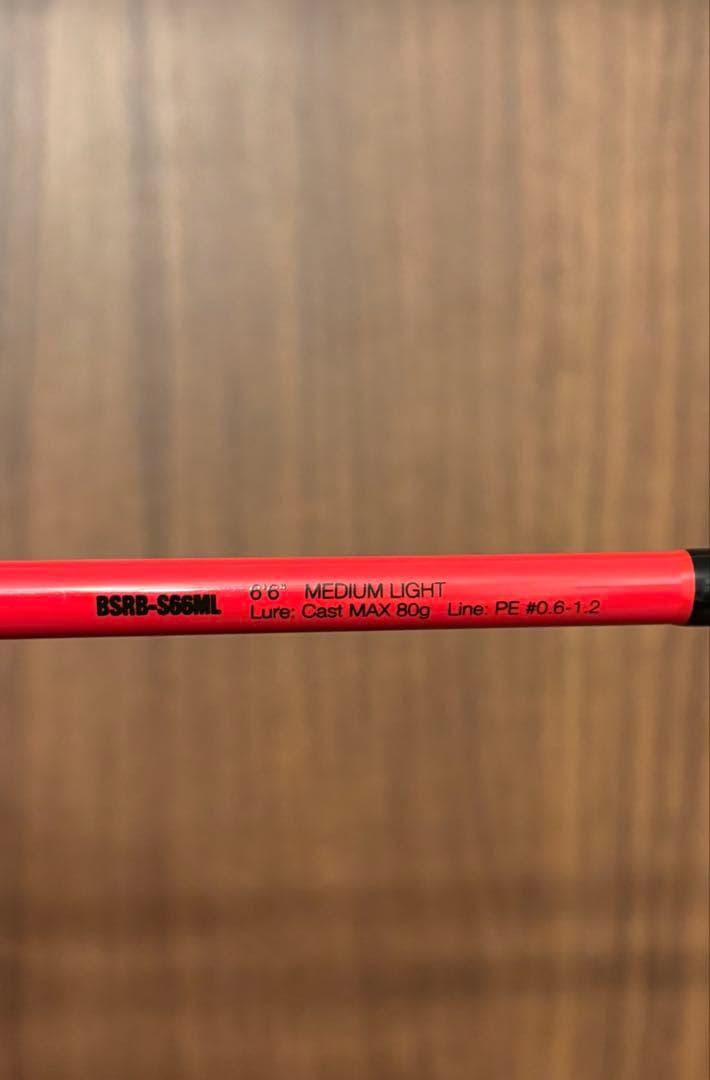 BSRB-S66ML
6'6" MEDIUM LIGHT
Lure: Cast MAX 80g Line: PE #0.6-1.2